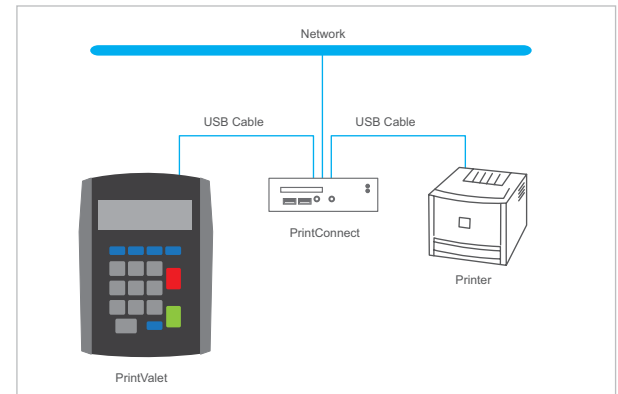 Network
USB Cable
USB Cable
PrintConnect
Printer
PrintValet